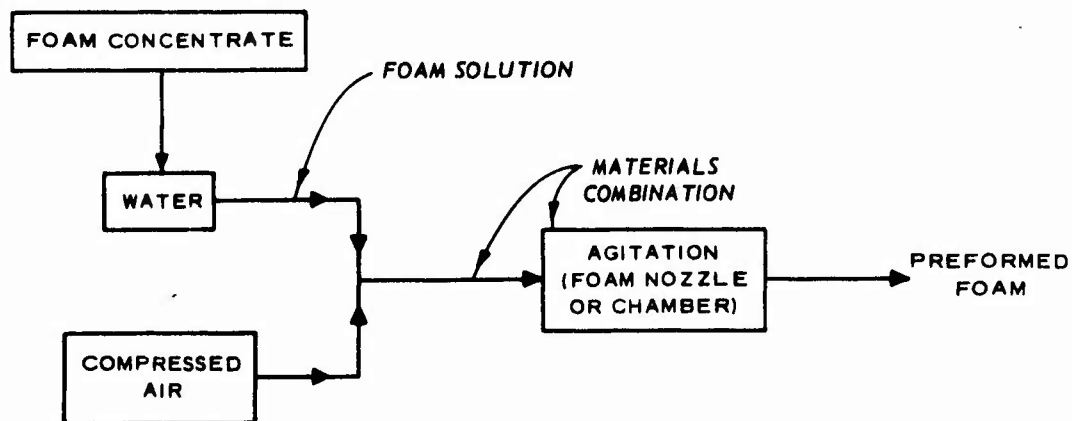 FOAM CONCENTRATE
FOAM SOLUTION
WATER
MATERIALS
COMBINATION
AGITATION
(FOAM NOZZLE
OR CHAMBER)
PREFORMED
FOAM
COMPRESSED
AIR